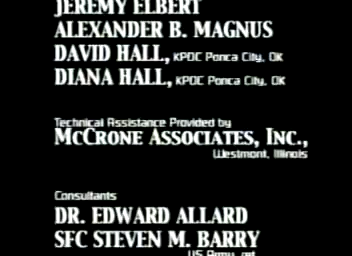 JEREMY ELBERT
ALEXANDER B. MAGNUS
DAVID HALL, KPOC Ponca City, OK
DIANA HALL, KPOC Ponca City, OK
Technical Assistance Provided by
MCCRONE ASSOCIATES, INC.,
Westmont, Illinois
Consultants
DR. EDWARD ALLARD
SFC STEVEN M. BARRY
US Army, ret.